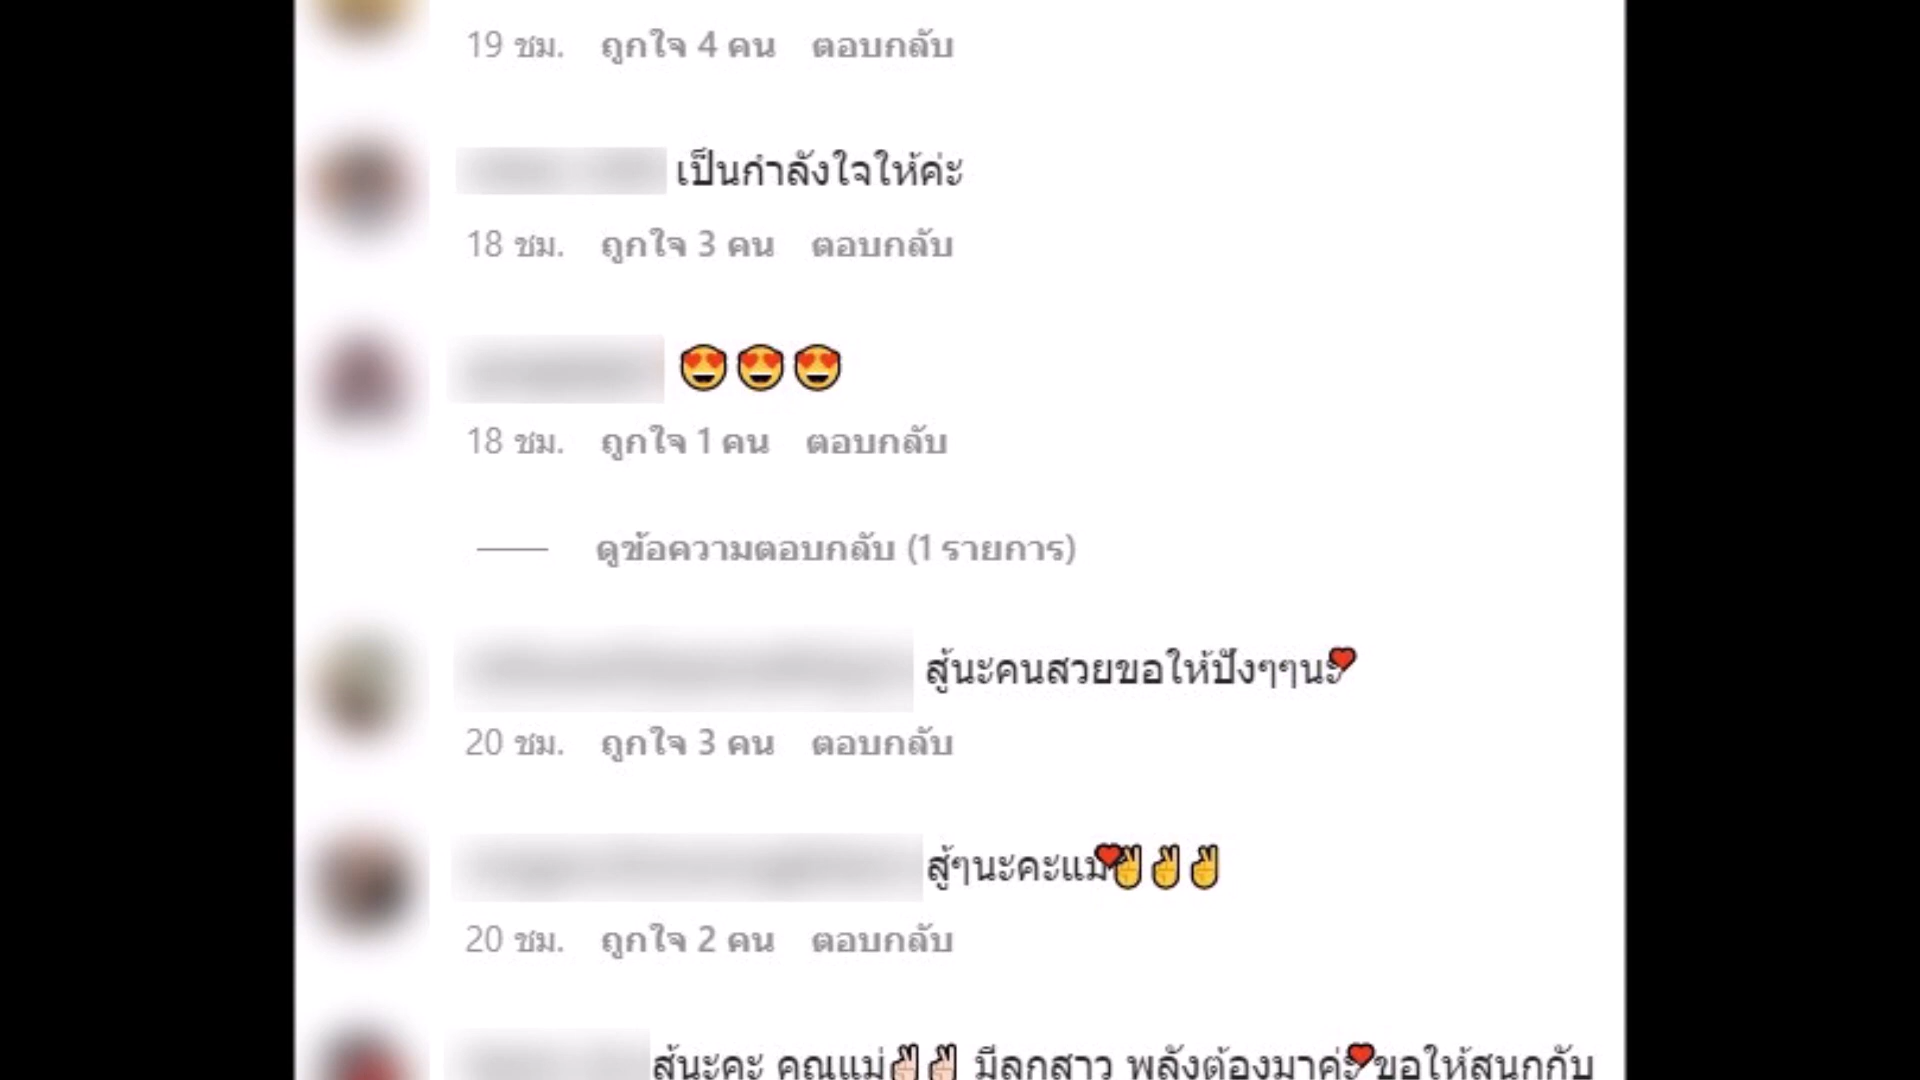 19 ชม. ถูกใจ 4 คน ตอบกลับ
เป็นกำลังใจให้ค่ะ
18 ชม. ถูกใจ 3 คน ตอบกลับ
😍😍😍
18 ชม. ถูกใจ 1 คน ตอบกลับ
ดูข้อความตอบกลับ (1 รายการ)
สู้นะคนสวยขอให้ปังๆๆนะ❤
20 ชม. ถูกใจ 3 คน ตอบกลับ
สู้ๆนะคะแม่❤✌✌✌
20 ชม. ถูกใจ 2 คน ตอบกลับ
สู้นะคะ คุณแม่✌🏻✌🏻 มีลูกสาว พลังต้องมาค่ะ❤ขอให้สนุกกับ